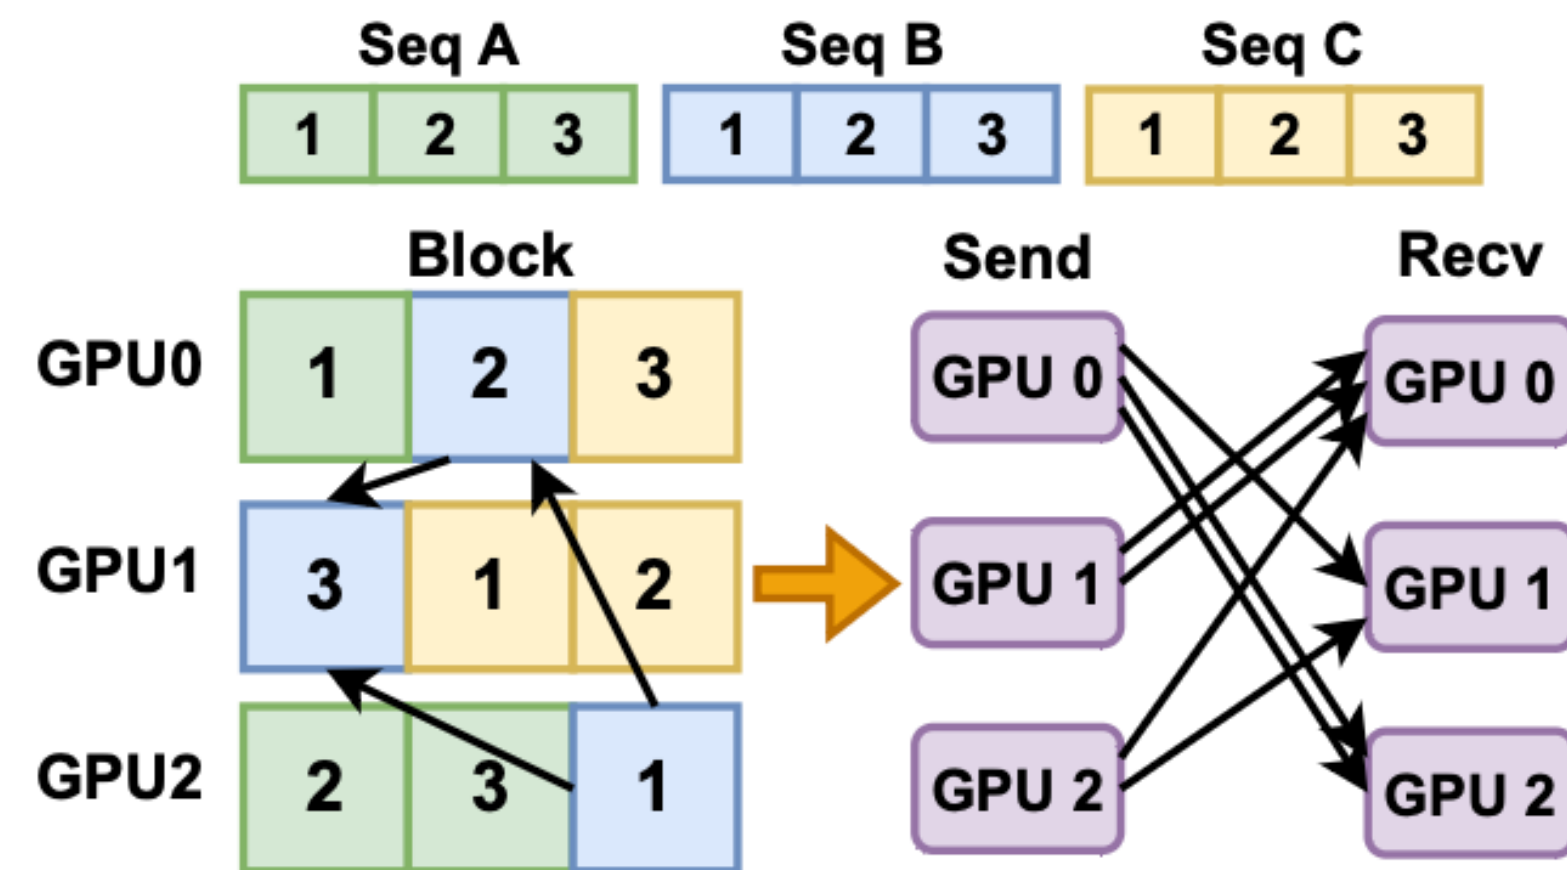 Seq A Seq B Seq C
1 2 3 1 2 3 1 2 3
Block Send Recv
GPU0 1 2 3 GPU 0 GPU 0
GPU1 3 1 2 GPU 1 GPU 1
GPU2 2 3 1 GPU 2 GPU 2